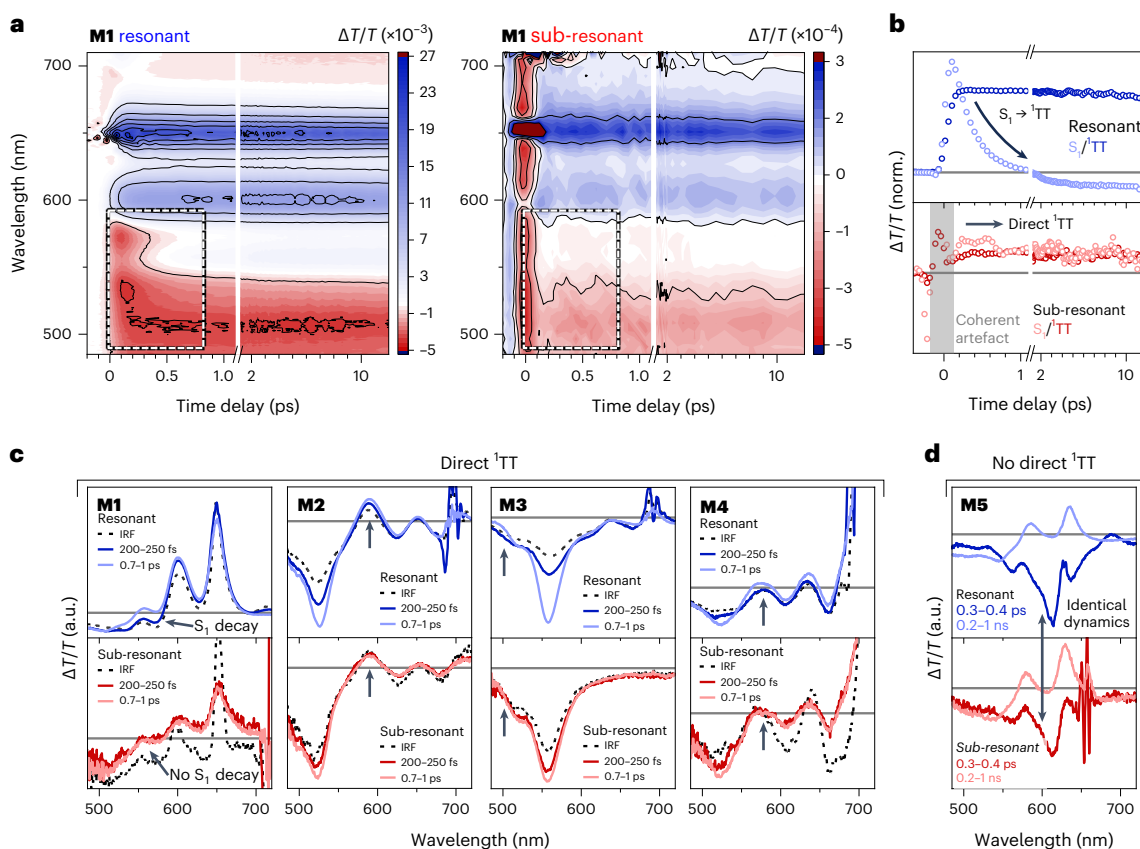 a
M1 resonant
ΔT/T (×10⁻³)
M1 sub-resonant
ΔT/T (×10⁻⁴)
Wavelength (nm)
700
600
500
27
23
19
15
11
7
3
−1
−5
700
600
500
3
2
1
0
−1
−3
−4
−5
0
0.5
1.0
2
10
Time delay (ps)
0
0.5
1.0
2
10
Time delay (ps)
b
ΔT/T (norm.)
S₁ → ¹TT
Resonant
S₁/¹TT
Direct ¹TT
Coherent
artefact
Sub-resonant
S₁/¹TT
0
1
2
10
Time delay (ps)
c
Direct ¹TT
ΔT/T (a.u.)
M1
Resonant
IRF
200–250 fs
0.7–1 ps
S₁ decay
Sub-resonant
IRF
200–250 fs
0.7–1 ps
No S₁ decay
500
600
700
M2
Resonant
IRF
200–250 fs
0.7–1 ps
Sub-resonant
IRF
200–250 fs
0.7–1 ps
500
600
700
M3
Resonant
IRF
200–250 fs
0.7–1 ps
Sub-resonant
IRF
200–250 fs
0.7–1 ps
500
600
700
M4
Resonant
IRF
200–250 fs
0.7–1 ps
Sub-resonant
IRF
200–250 fs
0.7–1 ps
500
600
700
Wavelength (nm)
d
No direct ¹TT
M5
ΔT/T (a.u.)
Resonant
0.3–0.4 ps
0.2–1 ns
Identical
dynamics
Sub-resonant
0.3–0.4 ps
0.2–1 ns
500
600
700
Wavelength (nm)